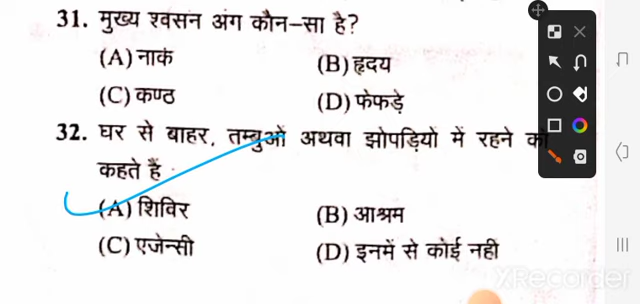 31. मुख्य श्वसन अंग कौन-सा है?
(A) नाक (B) हृदय
(C) कण्ठ (D) फेफड़े
32. घर से बाहर, तम्बुओं अथवा झोपड़ियों में रहने को
कहते हैं
(A) शिविर (B) आश्रम
(C) एजेन्सी (D) इनमें से कोई नही
XRecorder